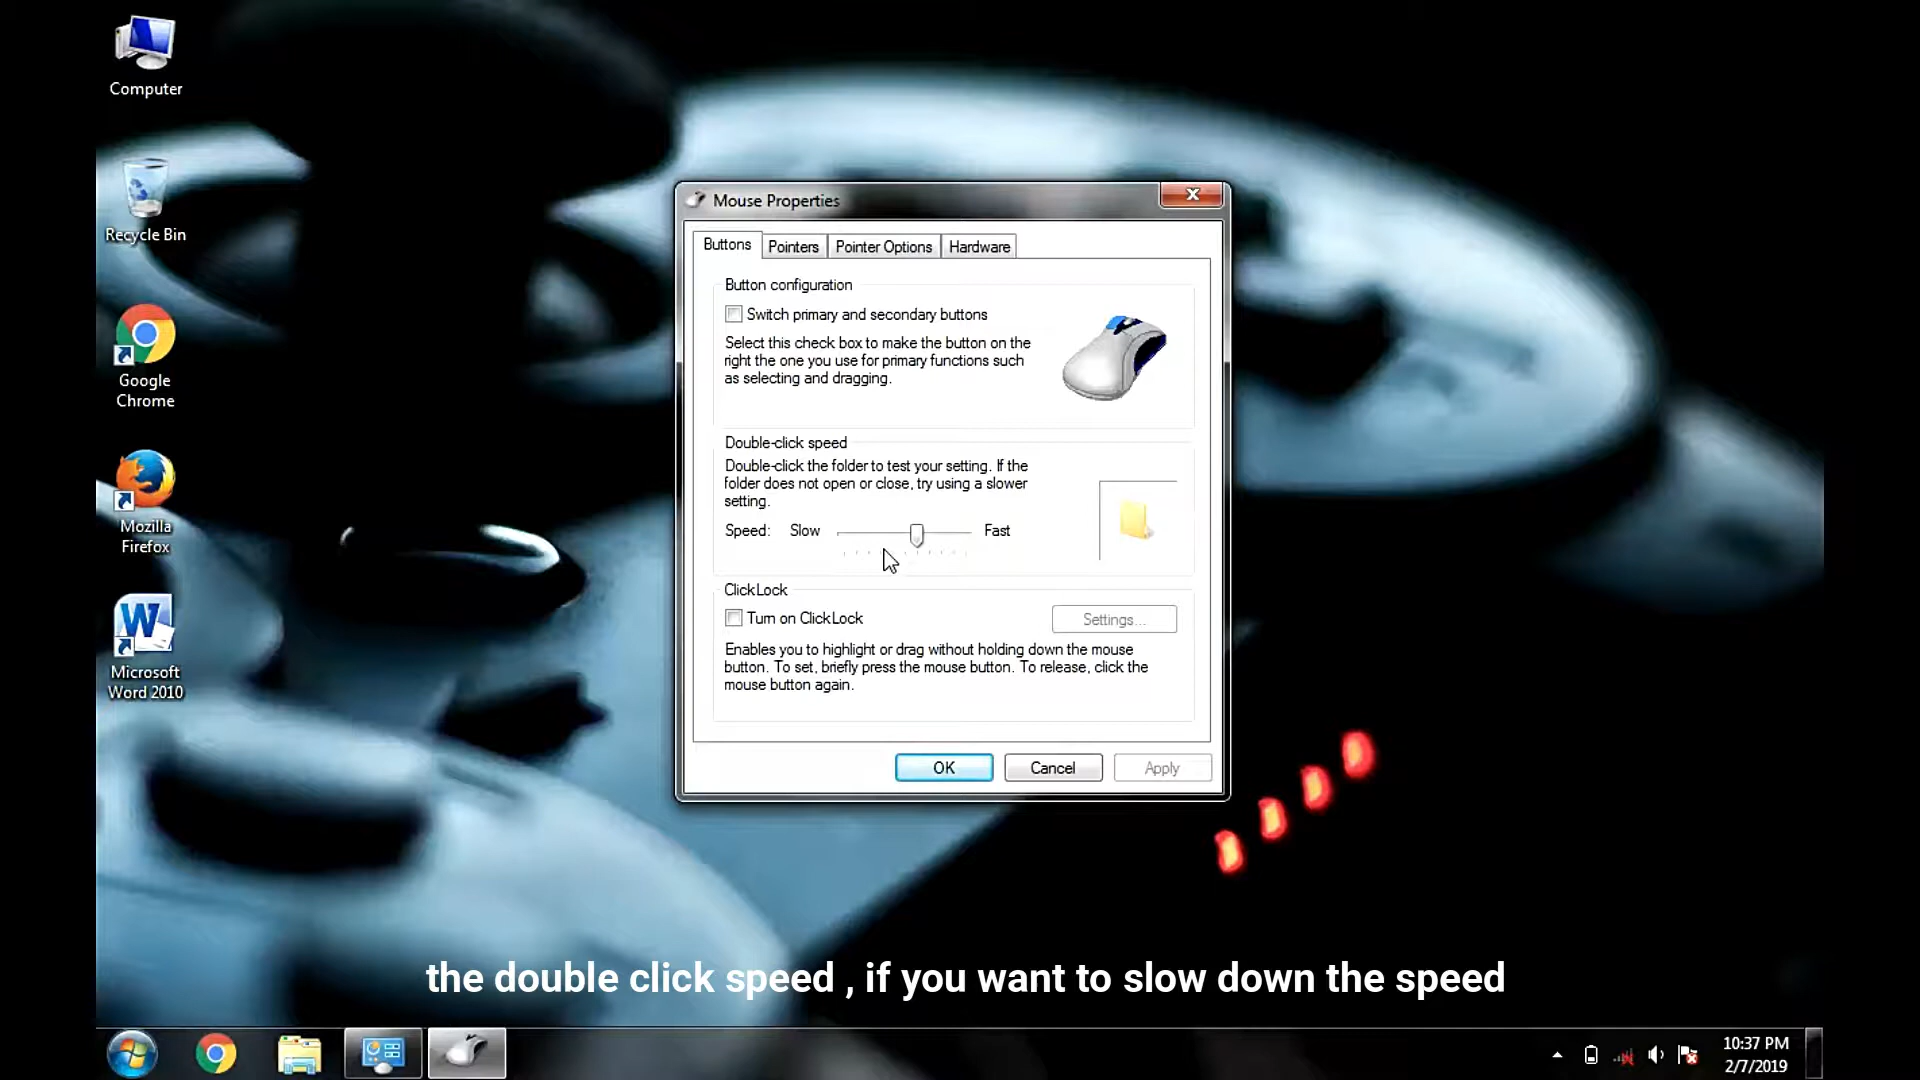 Computer
Recycle Bin
Google
Chrome
Mozilla
Firefox
Microsoft
Word 2010
Mouse Properties
Buttons
Pointers
Pointer Options
Hardware
Button configuration
Switch primary and secondary buttons
Select this check box to make the button on the
right the one you use for primary functions such
as selecting and dragging.
Double-click speed
Double-click the folder to test your setting. If the
folder does not open or close, try using a slower
setting.
Speed: Slow Fast
ClickLock
Turn on ClickLock
Settings...
Enables you to highlight or drag without holding down the mouse
button. To set, briefly press the mouse button. To release, click the
mouse button again.
OK
Cancel
Apply
the double click speed , if you want to slow down the speed
10:37 PM
2/7/2019